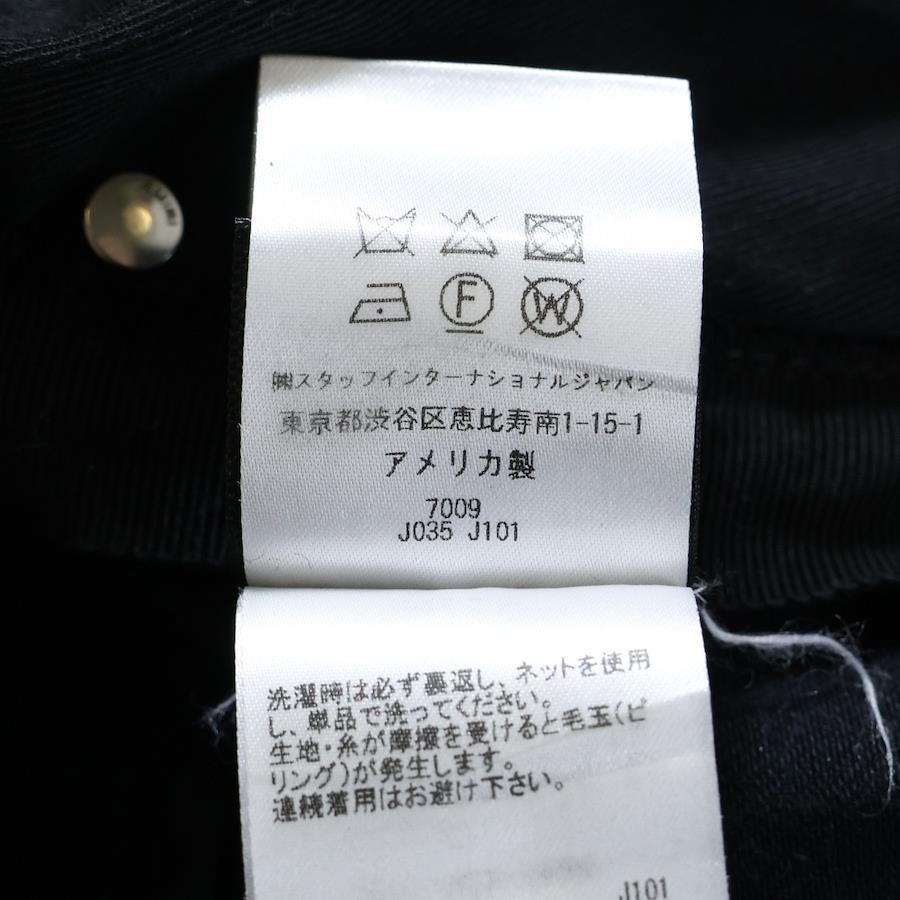 F
W
㈱スタッフインターナショナルジャパン
東京都渋谷区恵比寿南1-15-1
アメリカ製
7009
J035 J101
洗濯時は必ず裏返し、ネットを使用
し、単品で洗ってください。
生地・糸が摩擦を受けると毛玉(ピ
リング)が発生します。
連続着用はお避け下さい。
J101